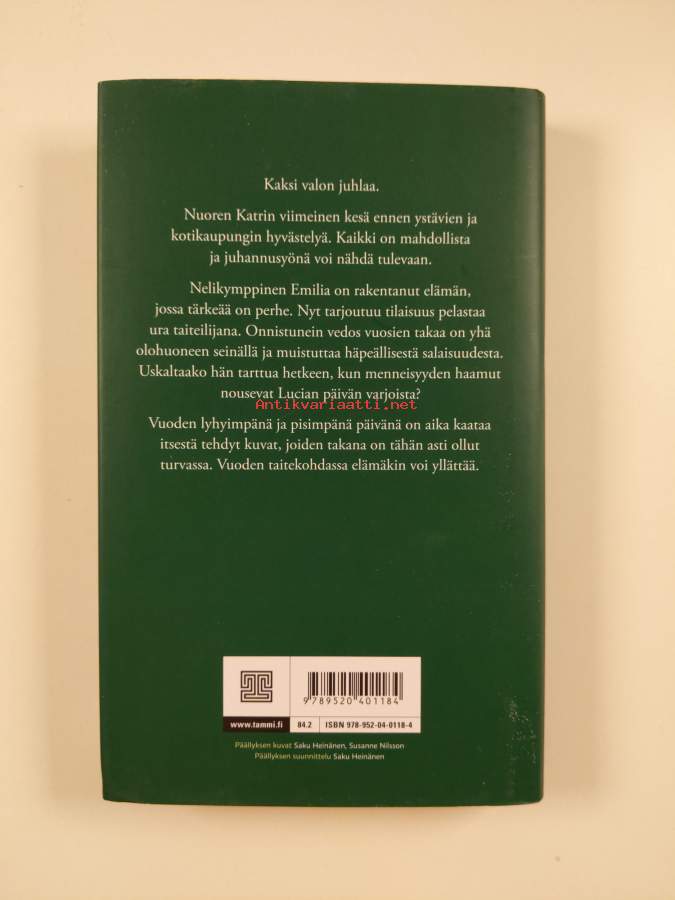 Kaksi valon juhlaa.
Nuoren Katrin viimeinen kesä ennen ystävien ja
kotikaupungin hyvästelyä. Kaikki on mahdollista
ja juhannusyönä voi nähdä tulevaan.
Nelikymppinen Emilia on rakentanut elämän,
jossa tärkeää on perhe. Nyt tarjoutuu tilaisuus pelastaa
ura taiteilijana. Onnistunein vedos vuosien takaa on yhä
olohuoneen seinällä ja muistuttaa häpeällisestä salaisuudesta.
Uskaltaako hän tarttua hetkeen, kun menneisyyden haamut
nousevat Lucian päivän varjoista?
Antikvariaatti.net
Vuoden lyhyimpänä ja pisimpänä päivänä on aika kaataa
itsestä tehdyt kuvat, joiden takana on tähän asti ollut
turvassa. Vuoden taitekohdassa elämäkin voi yllättää.
9789520401184
www.tammi.fi 84.2 ISBN 978-952-04-0118-4
Päällyksen kuvat Saku Heinänen, Susanne Nilsson
Päällyksen suunnittelu Saku Heinänen